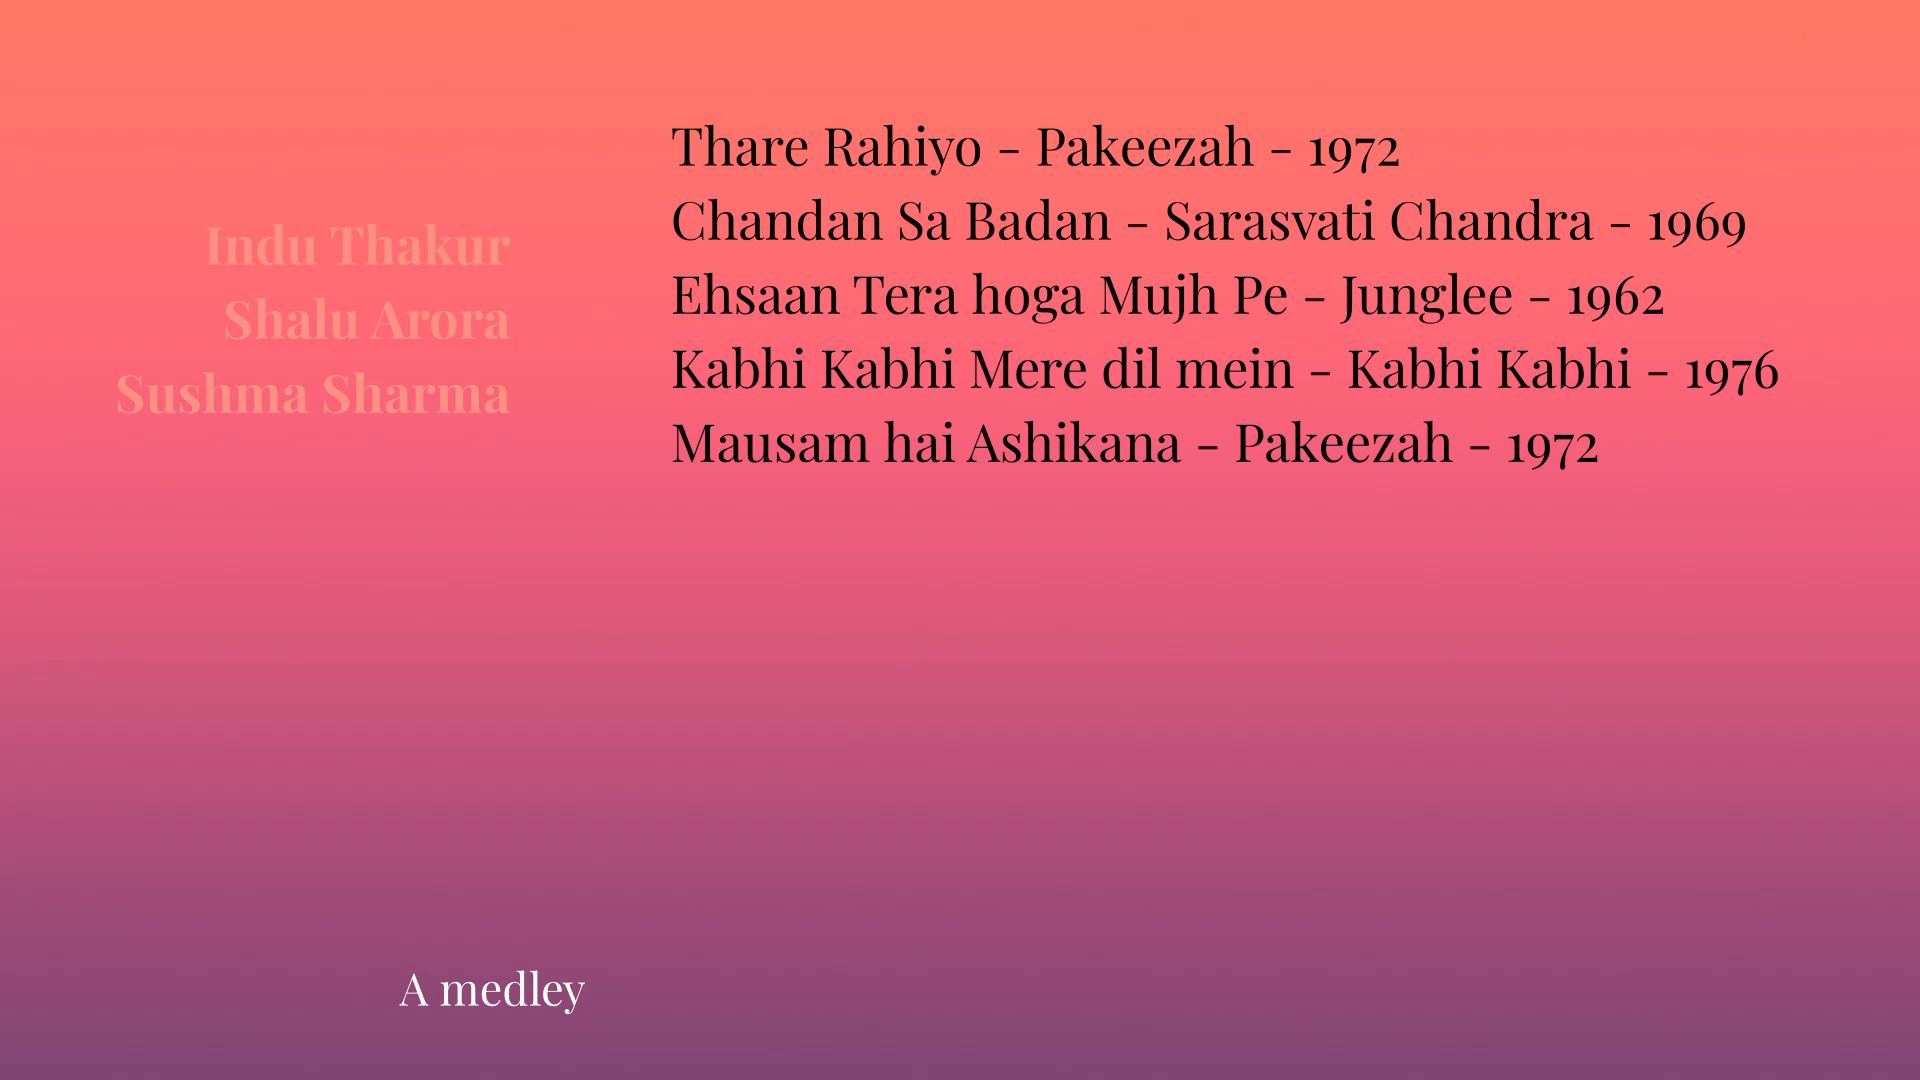 Indu Thakur
Shalu Arora
Sushma Sharma
Thare Rahiyo - Pakeezah - 1972
Chandan Sa Badan - Sarasvati Chandra - 1969
Ehsaan Tera hoga Mujh Pe - Junglee - 1962
Kabhi Kabhi Mere dil mein - Kabhi Kabhi - 1976
Mausam hai Ashikana - Pakeezah - 1972
A medley